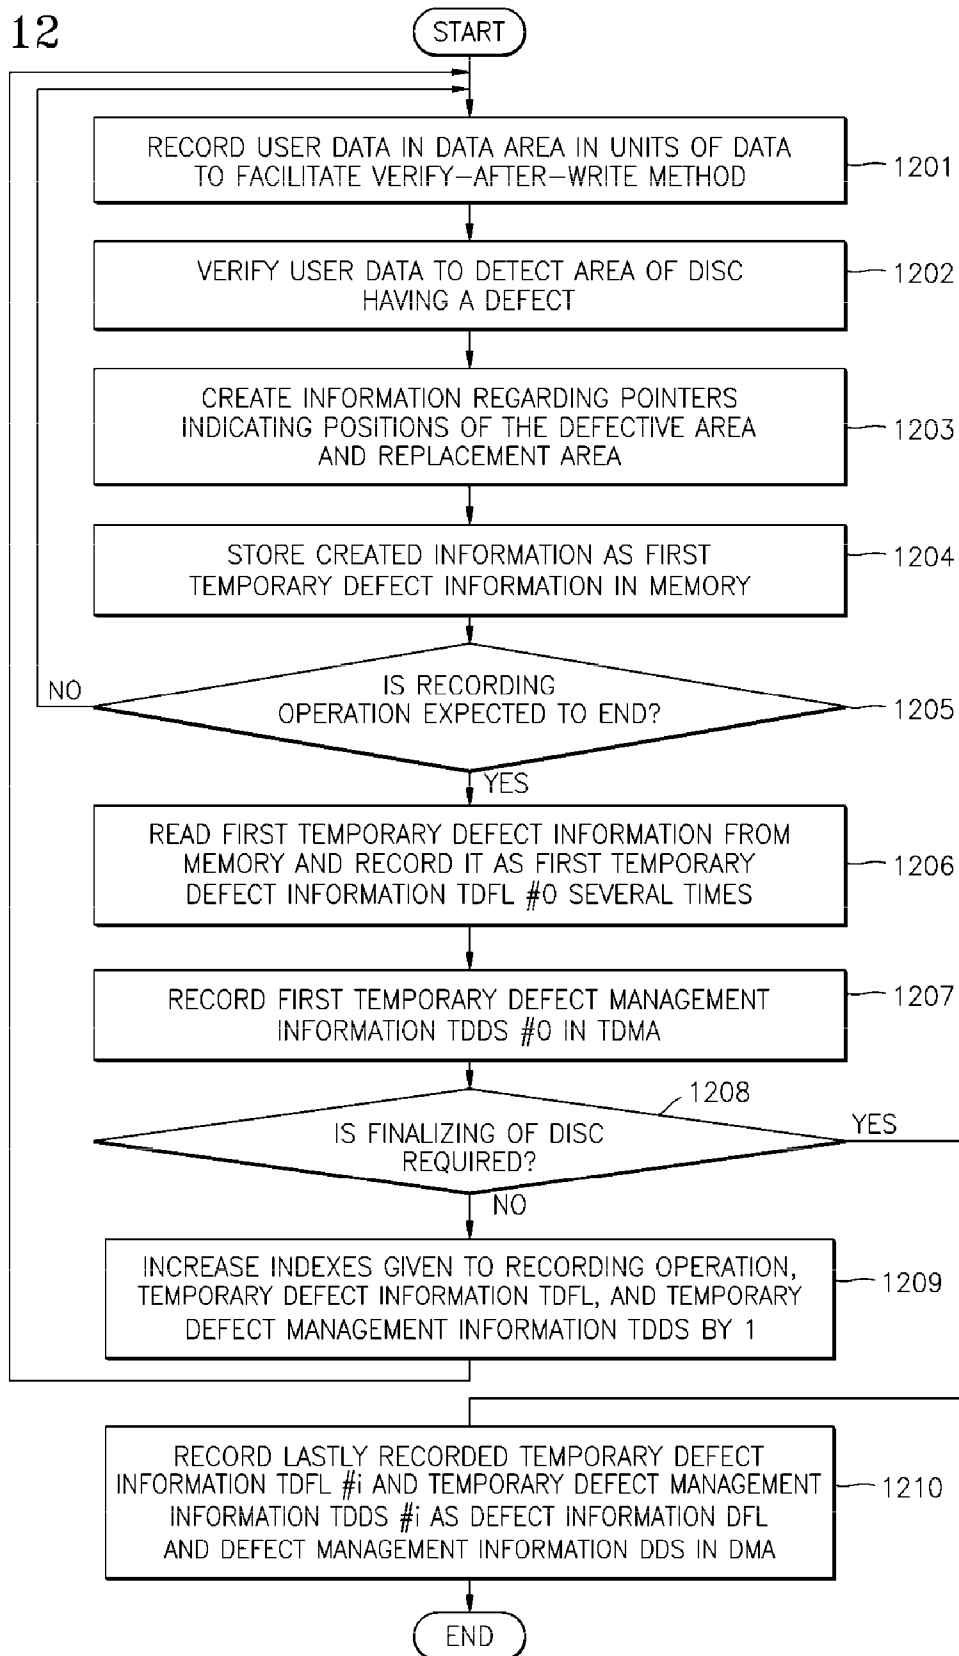 12
START
RECORD USER DATA IN DATA AREA IN UNITS OF DATA
TO FACILITATE VERIFY-AFTER-WRITE METHOD
1201
VERIFY USER DATA TO DETECT AREA OF DISC
HAVING A DEFECT
1202
CREATE INFORMATION REGARDING POINTERS
INDICATING POSITIONS OF THE DEFECTIVE AREA
AND REPLACEMENT AREA
1203
STORE CREATED INFORMATION AS FIRST
TEMPORARY DEFECT INFORMATION IN MEMORY
1204
NO
IS RECORDING
OPERATION EXPECTED TO END?
1205
YES
READ FIRST TEMPORARY DEFECT INFORMATION FROM
MEMORY AND RECORD IT AS FIRST TEMPORARY
DEFECT INFORMATION TDFL #0 SEVERAL TIMES
1206
RECORD FIRST TEMPORARY DEFECT MANAGEMENT
INFORMATION TDDS #0 IN TDMA
1207
1208
IS FINALIZING OF DISC
REQUIRED?
YES
NO
INCREASE INDEXES GIVEN TO RECORDING OPERATION,
TEMPORARY DEFECT INFORMATION TDFL, AND TEMPORARY
DEFECT MANAGEMENT INFORMATION TDDS BY 1
1209
RECORD LASTLY RECORDED TEMPORARY DEFECT
INFORMATION TDFL #i AND TEMPORARY DEFECT MANAGEMENT
INFORMATION TDDS #i AS DEFECT INFORMATION DFL
AND DEFECT MANAGEMENT INFORMATION DDS IN DMA
1210
END